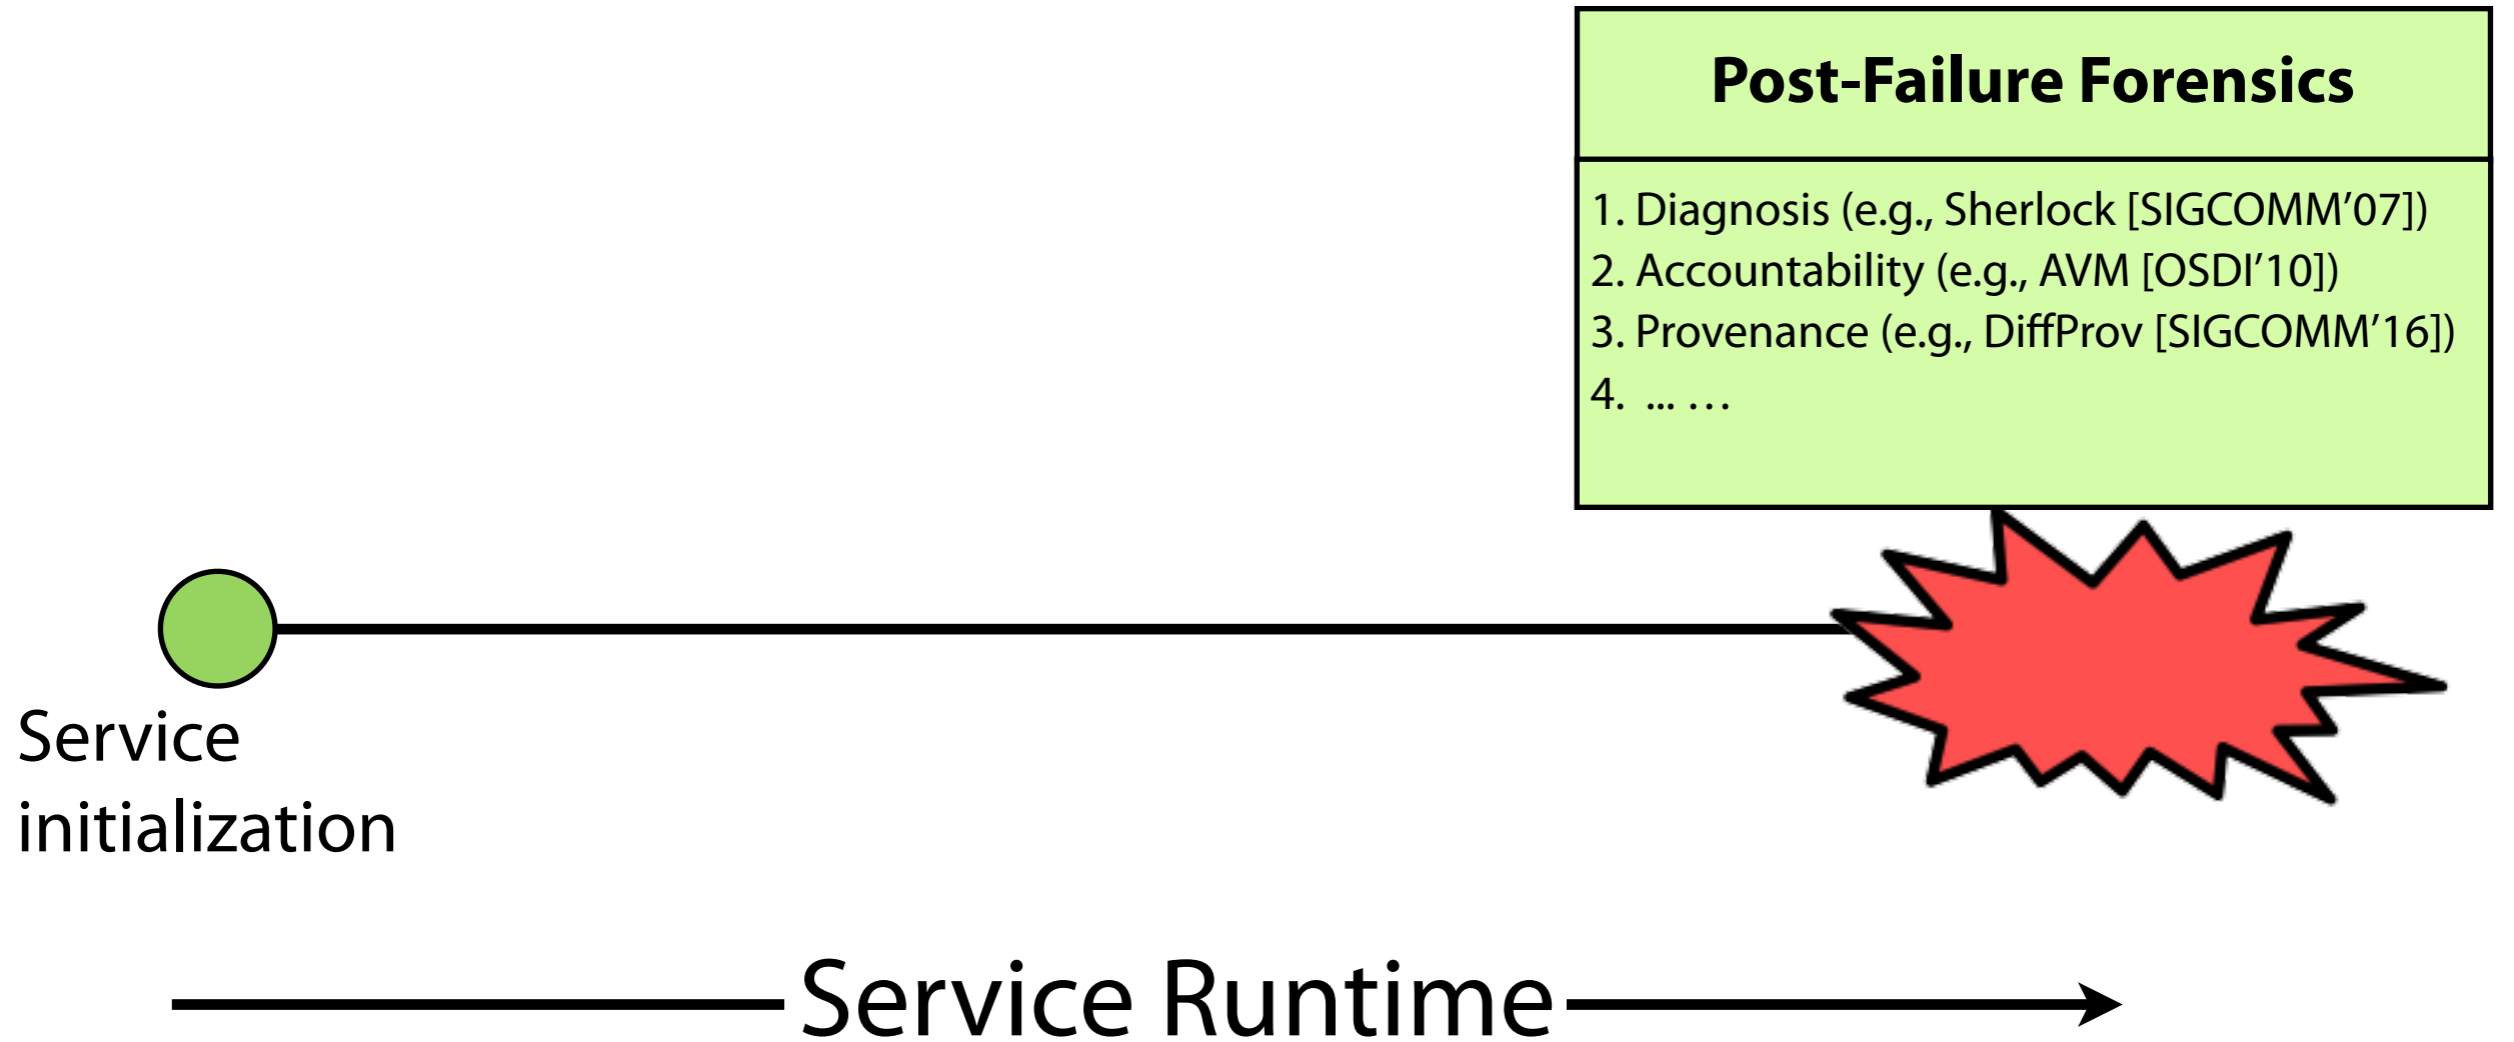 Post-Failure Forensics
1. Diagnosis (e.g., Sherlock [SIGCOMM’07])
2. Accountability (e.g., AVM [OSDI’10])
3. Provenance (e.g., DiffProv [SIGCOMM’16])
4. ... ...
Service
initialization
Service Runtime